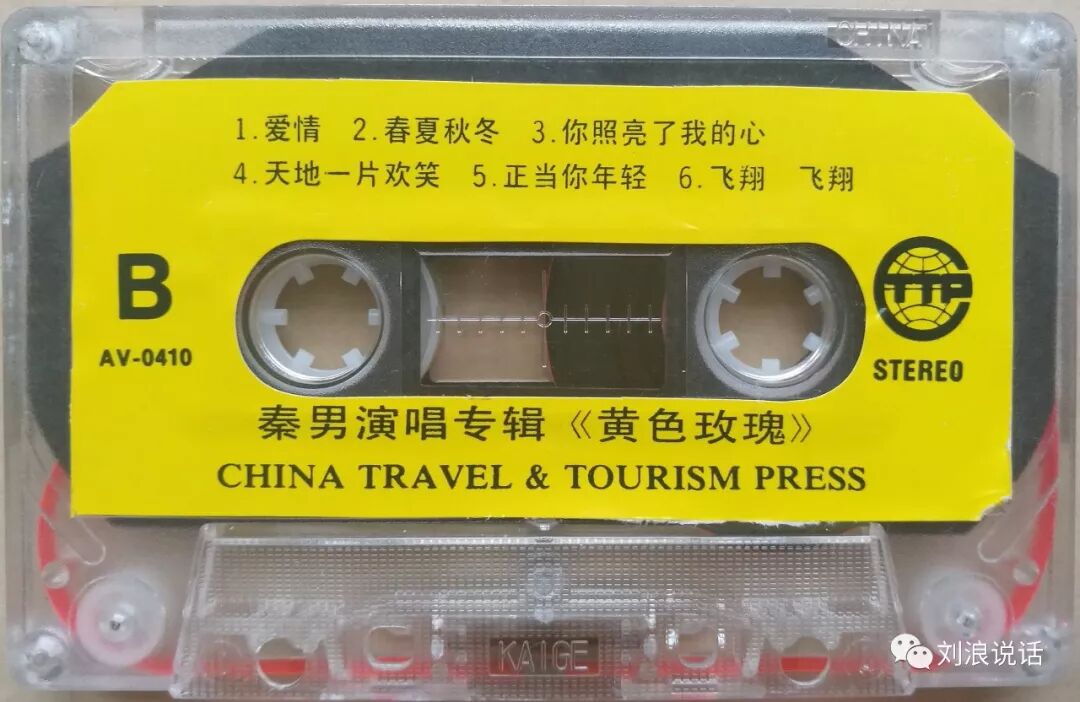 CHINA
1.爱情 2.春夏秋冬 3.你照亮了我的心
4.天地一片欢笑 5.正当你年轻 6.飞翔 飞翔
B
CTTP
AV-0410
STEREO
秦男演唱专辑《黄色玫瑰》
CHINA TRAVEL & TOURISM PRESS
KAIGE
刘浪说话